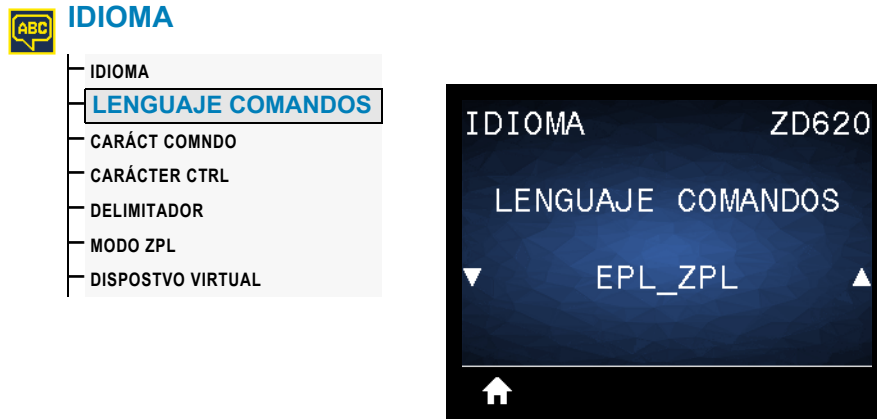 ABC
IDIOMA
IDIOMA
LENGUAJE COMANDOS
CARÁCT COMNDO
CARÁCTER CTRL
DELIMITADOR
MODO ZPL
DISPOSTVO VIRTUAL
IDIOMA ZD620
LENGUAJE COMANDOS
EPL_ZPL